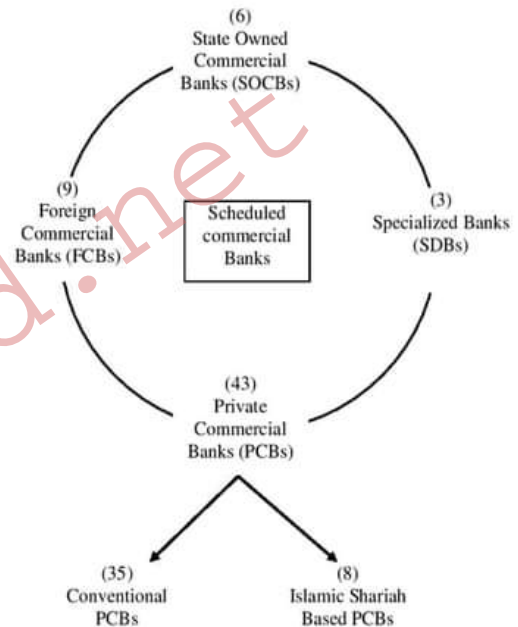 (6)
State Owned
Commercial
Banks (SOCBs)
(9)
Foreign
Commercial
Banks (FCBs)
Scheduled
commercial
Banks
(3)
Specialized Banks
(SDBs)
(43)
Private
Commercial
Banks (PCBs)
(35)
Conventional
PCBs
(8)
Islamic Shariah
Based PCBs
d.net